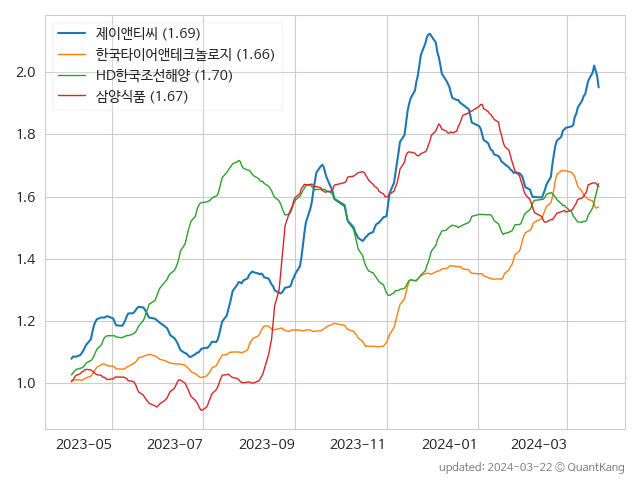 제이앤티씨 (1.69)
한국타이어앤테크놀로지 (1.66)
HD한국조선해양 (1.70)
삼양식품 (1.67)
2.0
1.8
1.6
1.4
1.2
1.0
2023-05 2023-07 2023-09 2023-11 2024-01 2024-03
updated: 2024-03-22 © QuantKang